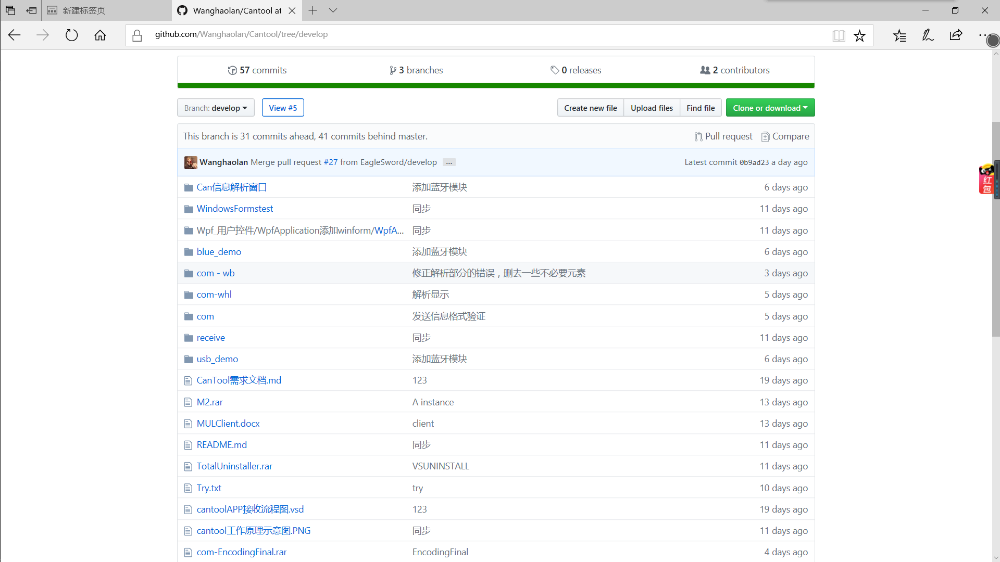 新建标签页
Wanghaolan/Cantool at
github.com/Wanghaolan/Cantool/tree/develop
57 commits
3 branches
0 releases
2 contributors
Branch: develop
View #5
Create new file
Upload files
Find file
Clone or download
This branch is 31 commits ahead, 41 commits behind master.
Pull request
Compare
Wanghaolan Merge pull request #27 from EagleSword/develop …
Latest commit 0b9ad23 a day ago
Can信息解析窗口 添加蓝牙模块 6 days ago
WindowsFormstest 同步 11 days ago
Wpf_用户控件/WpfApplication添加winform/WpfA... 同步 11 days ago
blue_demo 添加蓝牙模块 6 days ago
com - wb 修正解析部分的错误，删去一些不必要元素 3 days ago
com-whl 解析显示 5 days ago
com 发送信息格式验证 5 days ago
receive 同步 11 days ago
usb_demo 添加蓝牙模块 6 days ago
CanTool需求文档.md 123 19 days ago
M2.rar A instance 13 days ago
MULClient.docx client 13 days ago
README.md 同步 11 days ago
TotalUninstaller.rar VSUNINSTALL 11 days ago
Try.txt try 10 days ago
cantoolAPP接收流程图.vsd 123 19 days ago
cantool工作原理示意图.PNG 同步 11 days ago
com-EncodingFinal.rar EncodingFinal 4 days ago
红
包